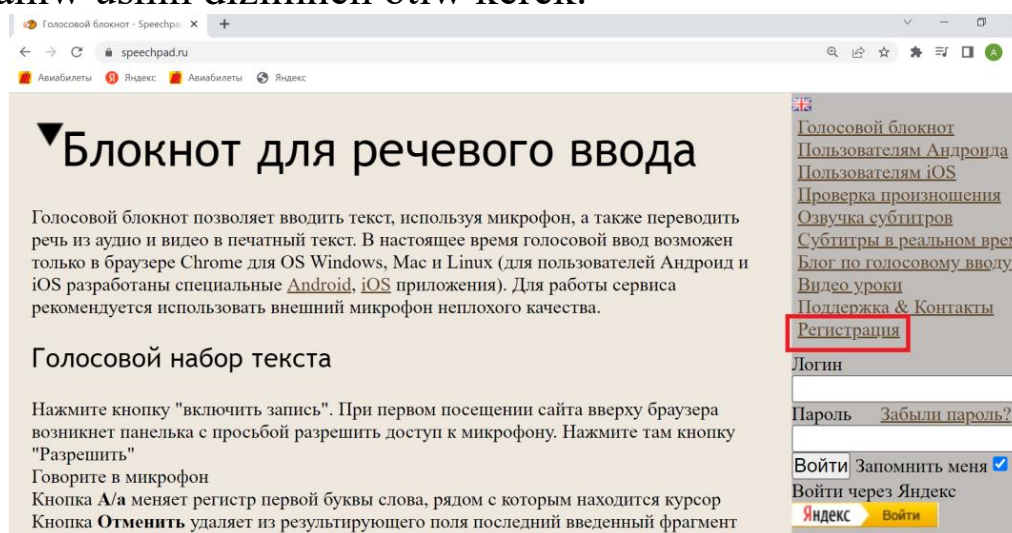 usın dizimnen ótiw kerek.
Голосовой блокнот - Speechpa
speechpad.ru
Авиабилеты Яндекс Авиабилеты Яндекс
Блокнот для речевого ввода
Голосовой блокнот позволяет вводить текст, используя микрофон, а также переводить
речь из аудио и видео в печатный текст. В настоящее время голосовой ввод возможен
только в браузере Chrome для OS Windows, Mac и Linux (для пользователей Андроид и
iOS разработаны специальные Android, iOS приложения). Для работы сервиса
рекомендуется использовать внешний микрофон неплохого качества.
Голосовой набор текста
Нажмите кнопку "включить запись". При первом посещении сайта вверху браузера
возникнет панелька с просьбой разрешить доступ к микрофону. Нажмите там кнопку
"Разрешить"
Говорите в микрофон
Кнопка A/a меняет регистр первой буквы слова, рядом с которым находится курсор
Кнопка Отменить удаляет из результирующего поля последний введенный фрагмент
Голосовой блокнот
Пользователям Андроида
Пользователям iOS
Проверка произношения
Озвучка субтитров
Субтитры в реальном врем
Блог по голосовому вводу
Видео уроки
Поддержка & Контакты
Регистрация
Логин
Пароль Забыли пароль?
Войти Запомнить меня
Войти через Яндекс
Яндекс Войти